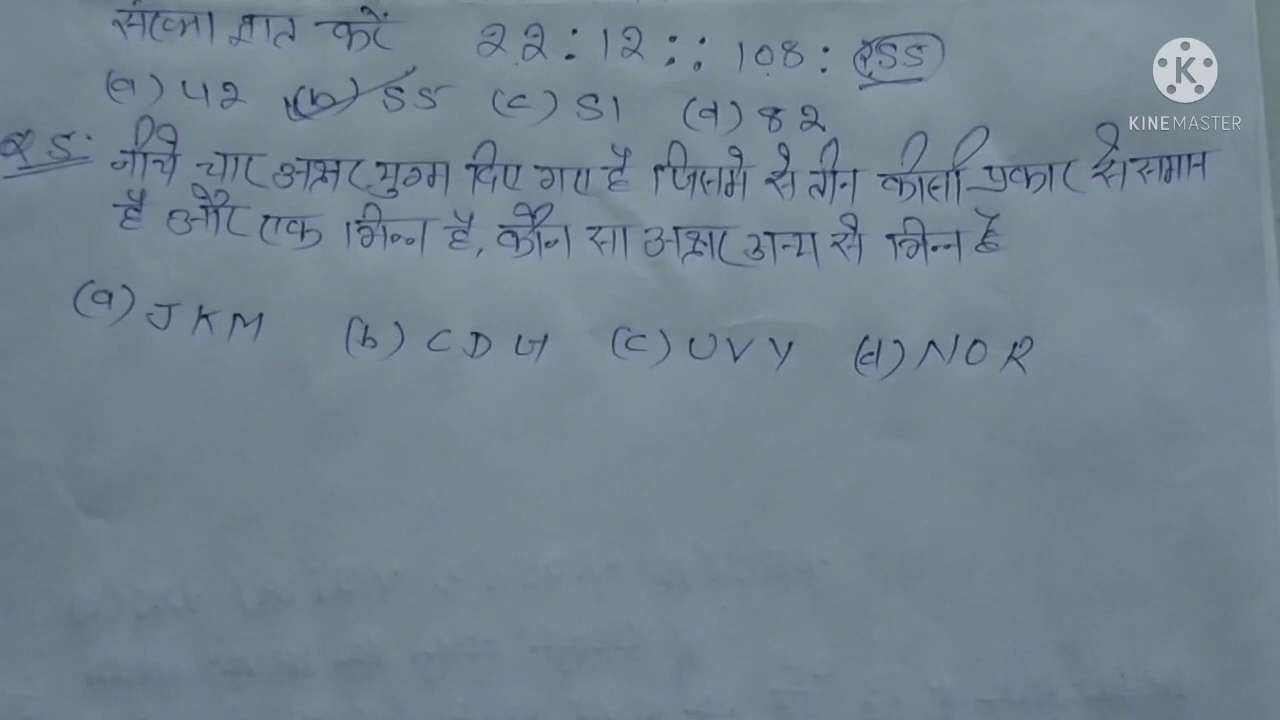 संख्या ज्ञात करें 22 : 12 :: 108 : 55
(a) 42 (b) 55 (c) 51 (d) 82
K
KINEMASTER
25. नीचे चार अक्षर युग्म दिए गए है जिसमे से तीन कीसी प्रकार से समान
है और एक भिन्न है, कौन सा अक्षर अन्य से भिन्न है
(a) JKM (b) CDG (c) UVY (d) NOR